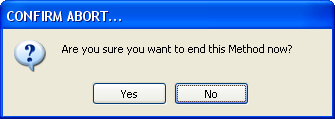 CONFIRM ABORT...
Are you sure you want to end this Method now?
Yes
No